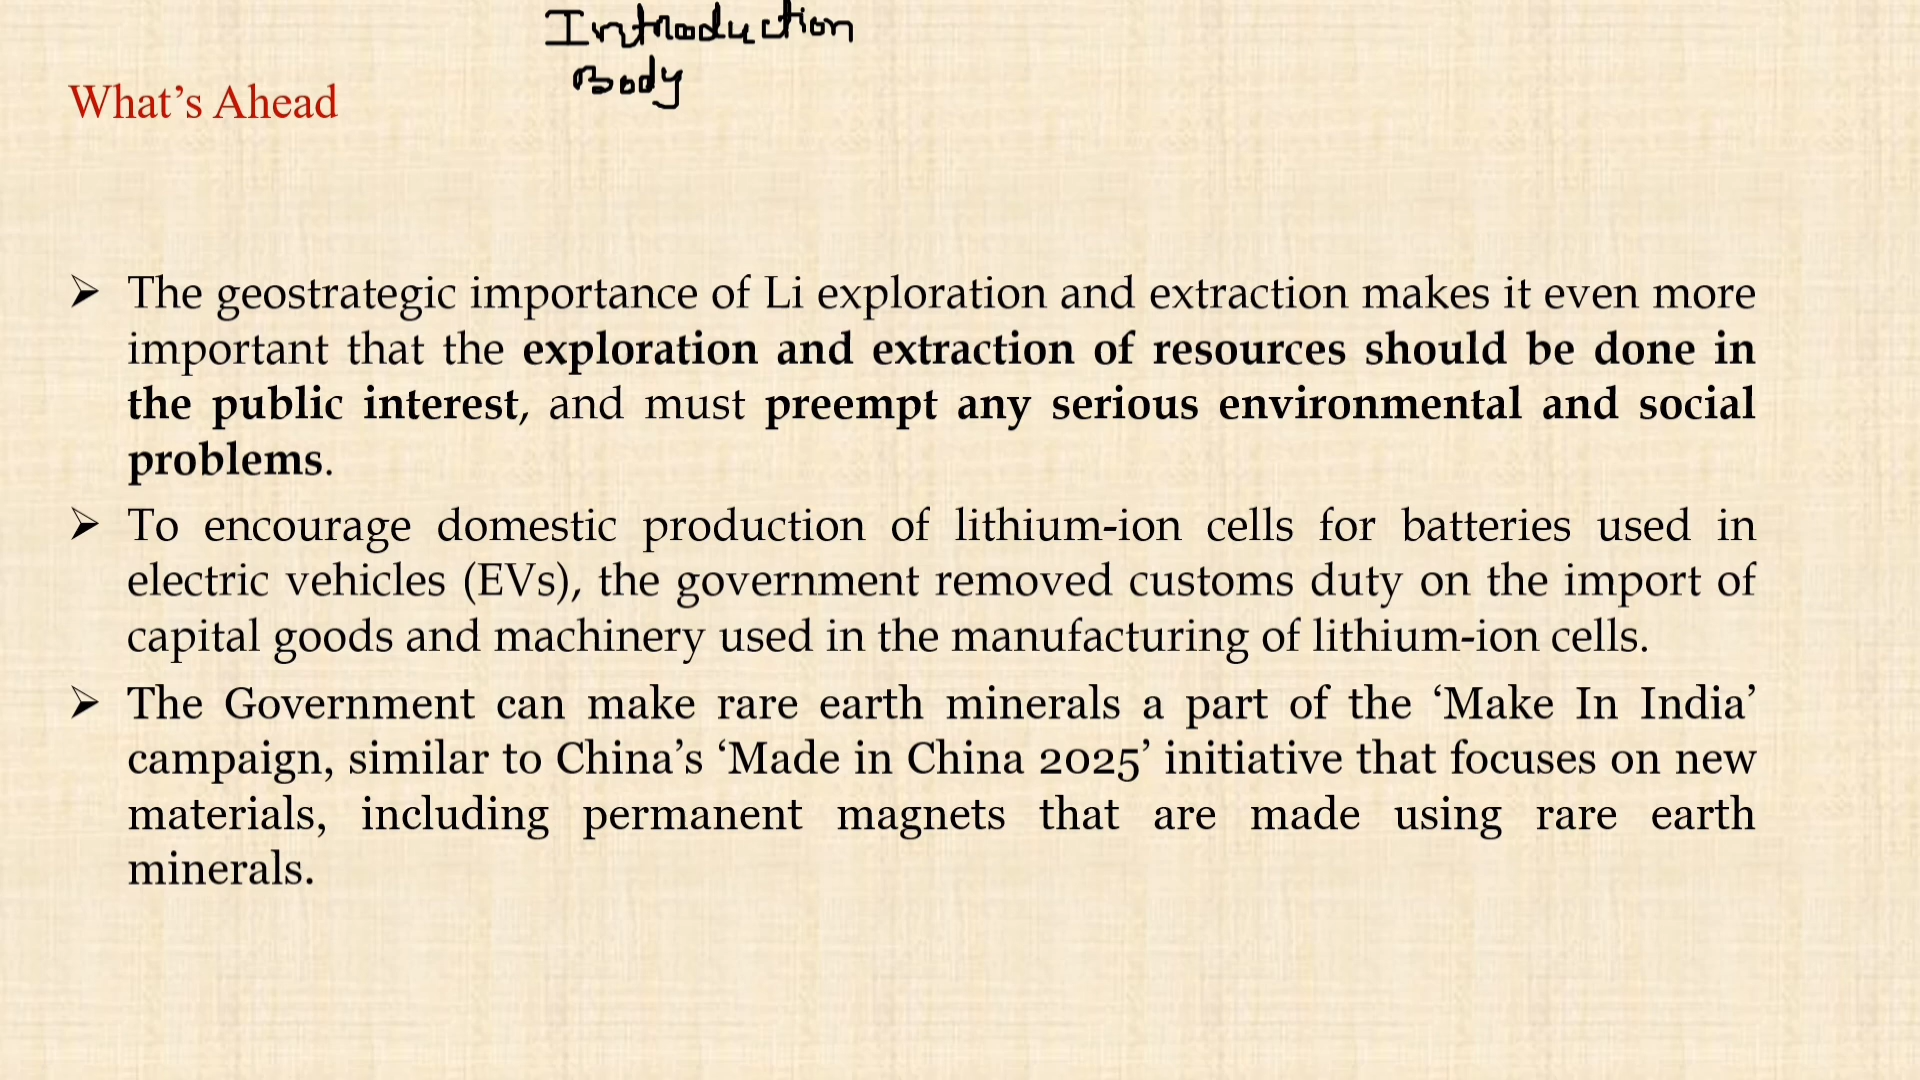 Introduction
Body
What’s Ahead
➢ The geostrategic importance of Li exploration and extraction makes it even more
important that the exploration and extraction of resources should be done in
the public interest, and must preempt any serious environmental and social
problems.
➢ To encourage domestic production of lithium-ion cells for batteries used in
electric vehicles (EVs), the government removed customs duty on the import of
capital goods and machinery used in the manufacturing of lithium-ion cells.
➢ The Government can make rare earth minerals a part of the ‘Make In India’
campaign, similar to China’s ‘Made in China 2025’ initiative that focuses on new
materials, including permanent magnets that are made using rare earth
minerals.